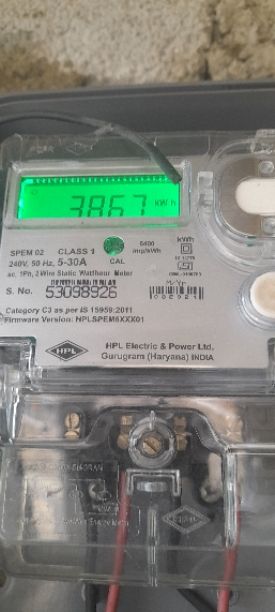 3867 kWh
SPEM 02 CLASS 1 6400 imp/kWh kWh
240V, 50 Hz, 5-30A CAL
ac, 1Ph, 2 Wire Static Watthour Meter
S. No. 53098926
Category C3 as per IS 15959:2011
Firmware Version: HPLSPEM6XXX01
HPL
HPL Electric & Power Ltd.
Gurugram (Haryana) INDIA
HPL